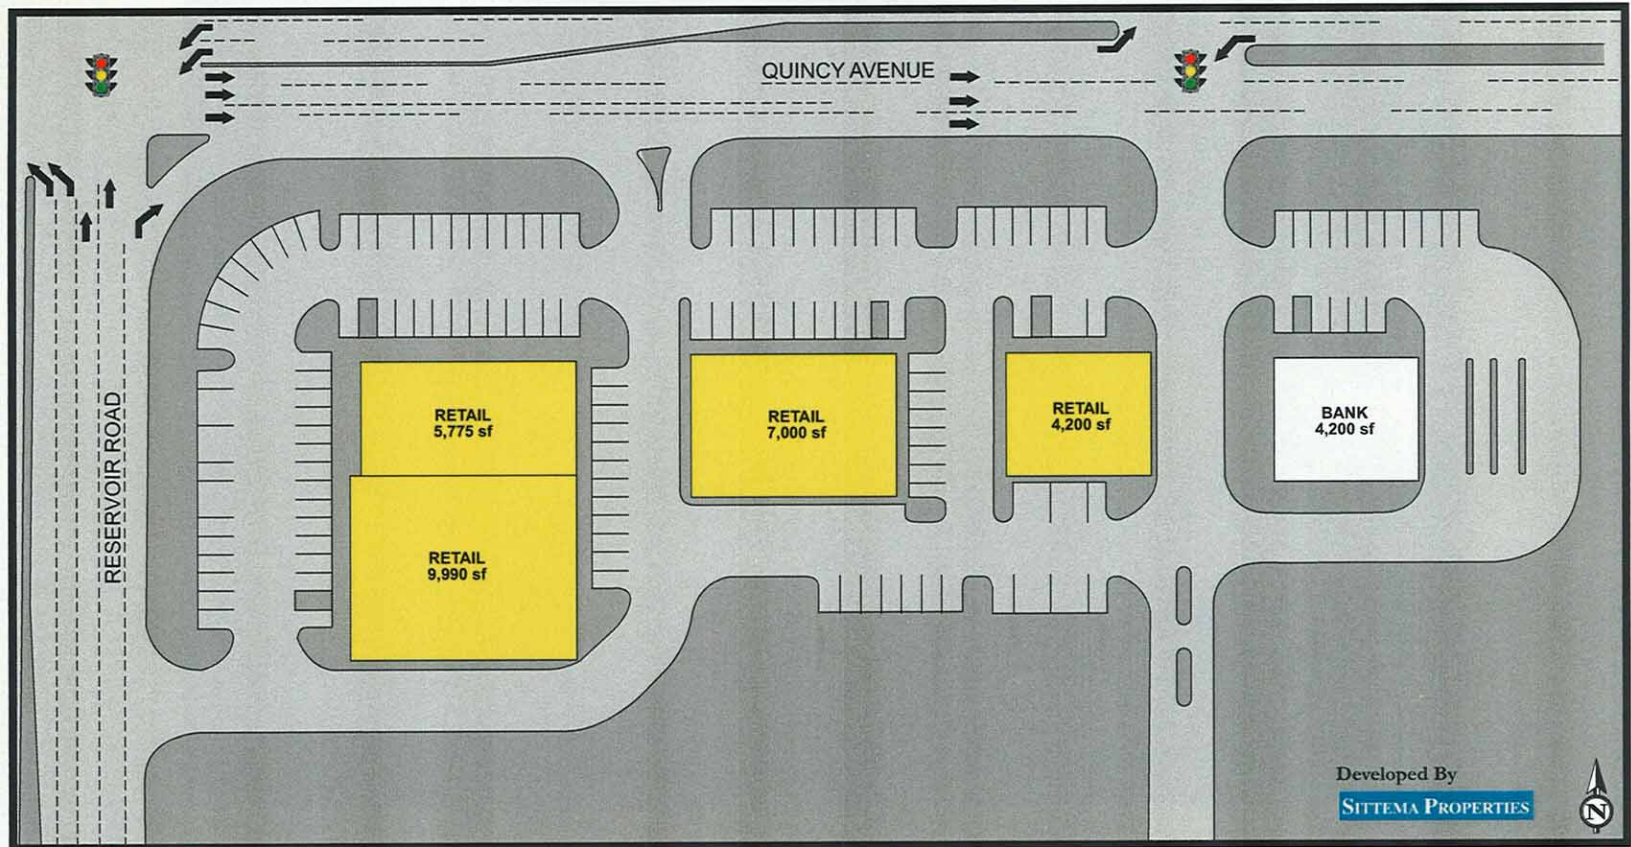 QUINCY AVENUE
RESERVOIR ROAD
RETAIL
5,775 sf
RETAIL
9,990 sf
RETAIL
7,000 sf
RETAIL
4,200 sf
BANK
4,200 sf
Developed By
SITTEMA PROPERTIES
N